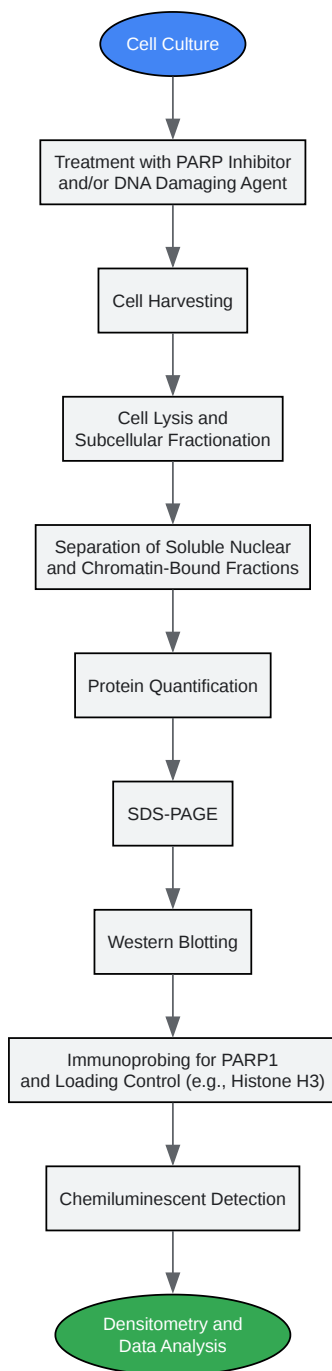 Cell Culture
Treatment with PARP Inhibitor
and/or DNA Damaging Agent
Cell Harvesting
Cell Lysis and
Subcellular Fractionation
Separation of Soluble Nuclear
and Chromatin-Bound Fractions
Protein Quantification
SDS-PAGE
Western Blotting
Immunoprobing for PARP1
and Loading Control (e.g., Histone H3)
Chemiluminescent Detection
Densitometry and
Data Analysis